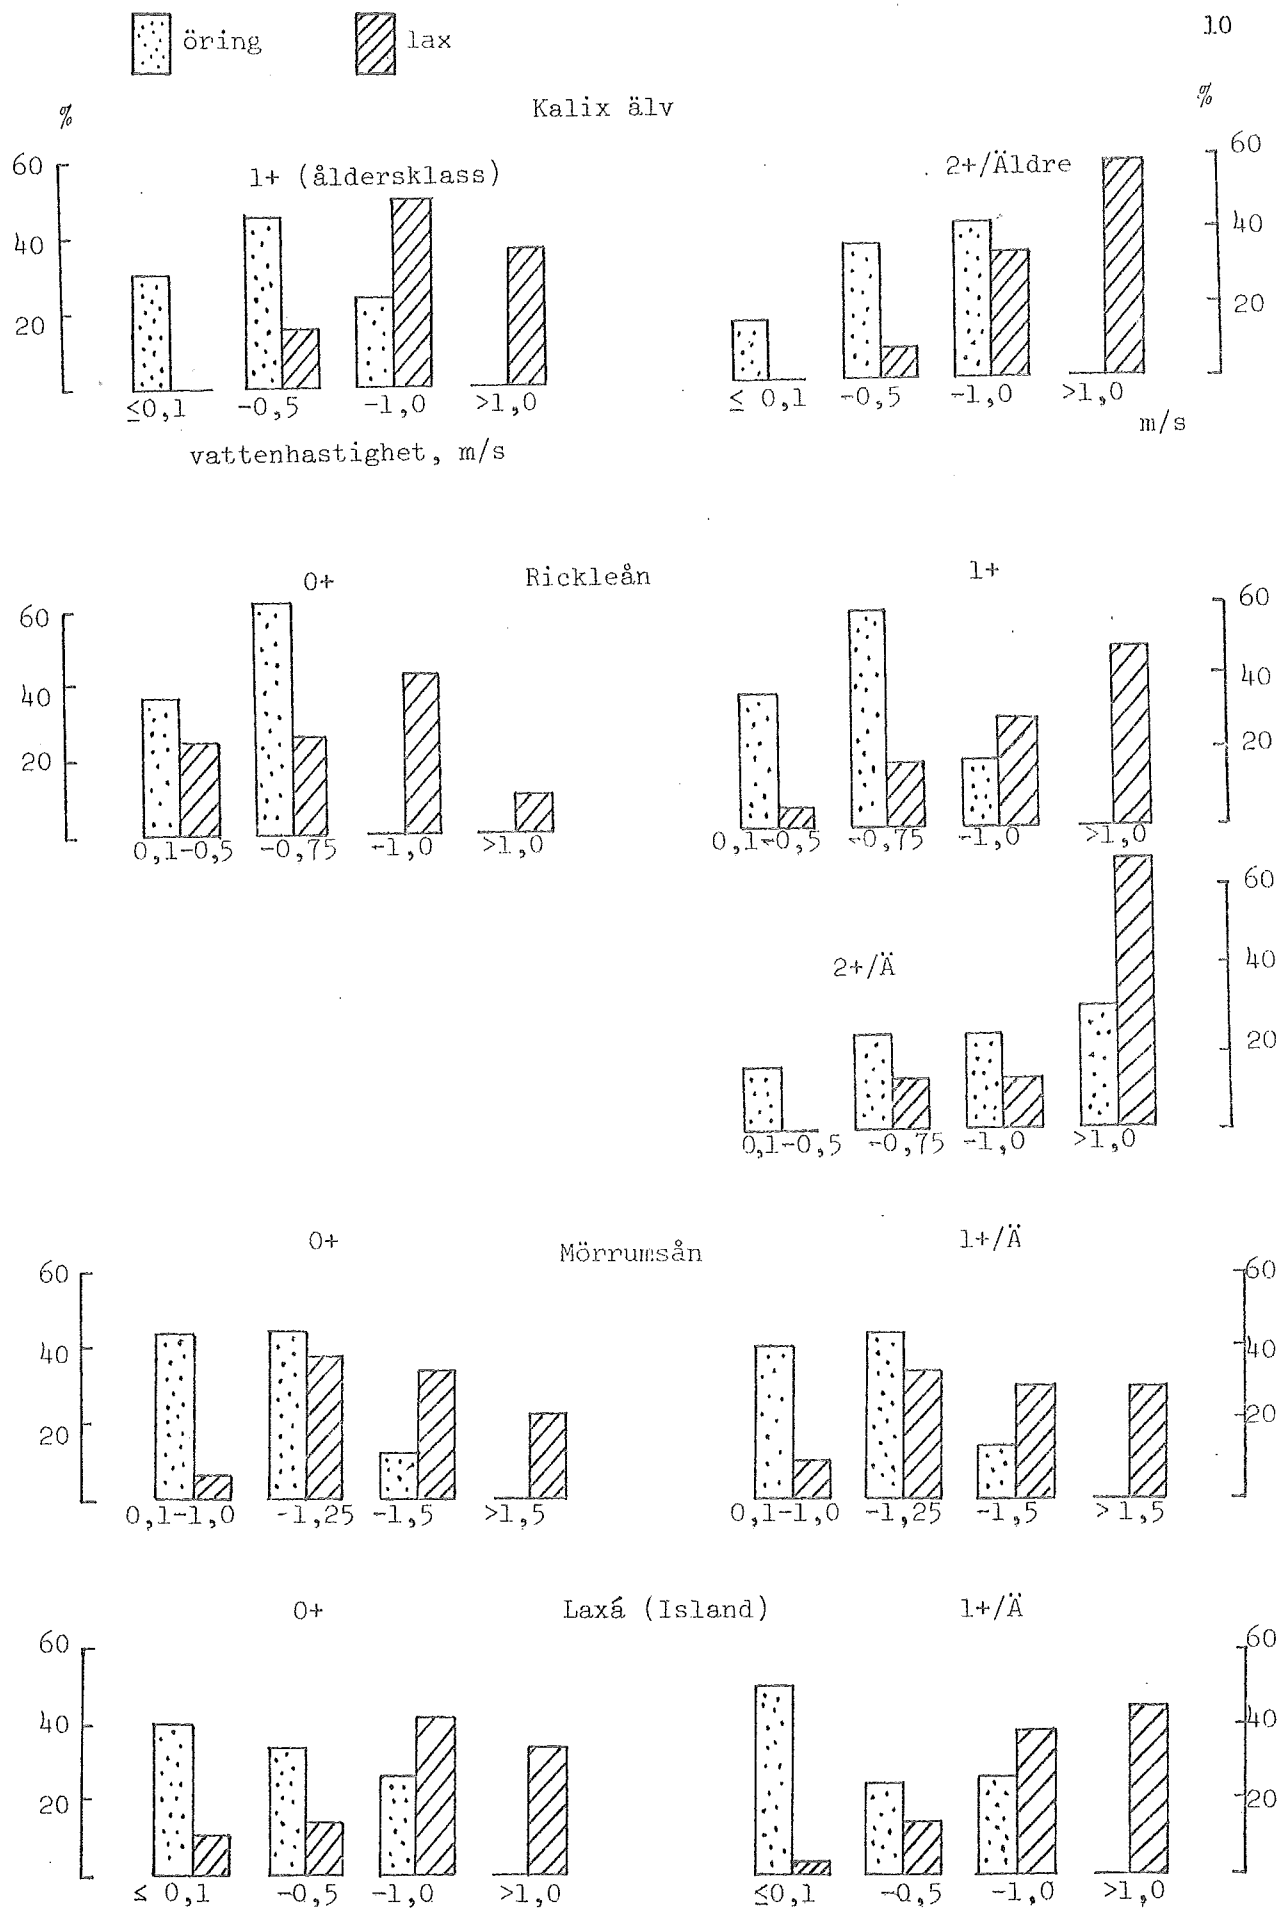 10
öring lax
Kalix älv
% %
1+ (åldersklass) 2+/Äldre
60 60
40 40
20 20
≤0,1 -0,5 -1,0 >1,0 ≤ 0,1 -0,5 -1,0 >1,0
vattenhastighet, m/s m/s
0+ Rickleån 1+
60 60
40 40
20 20
0,1-0,5 -0,75 -1,0 >1,0 0,1-0,5 -0,75 -1,0 >1,0
2+/Ä
60
40
20
0,1-0,5 -0,75 -1,0 >1,0
0+ Mörrumsån 1+/Ä
60 60
40 40
20 20
0,1-1,0 -1,25 -1,5 >1,5 0,1-1,0 -1,25 -1,5 >1,5
0+ Laxá (Island) 1+/Ä
60 60
40 40
20 20
≤ 0,1 -0,5 -1,0 >1,0 ≤0,1 -0,5 -1,0 >1,0